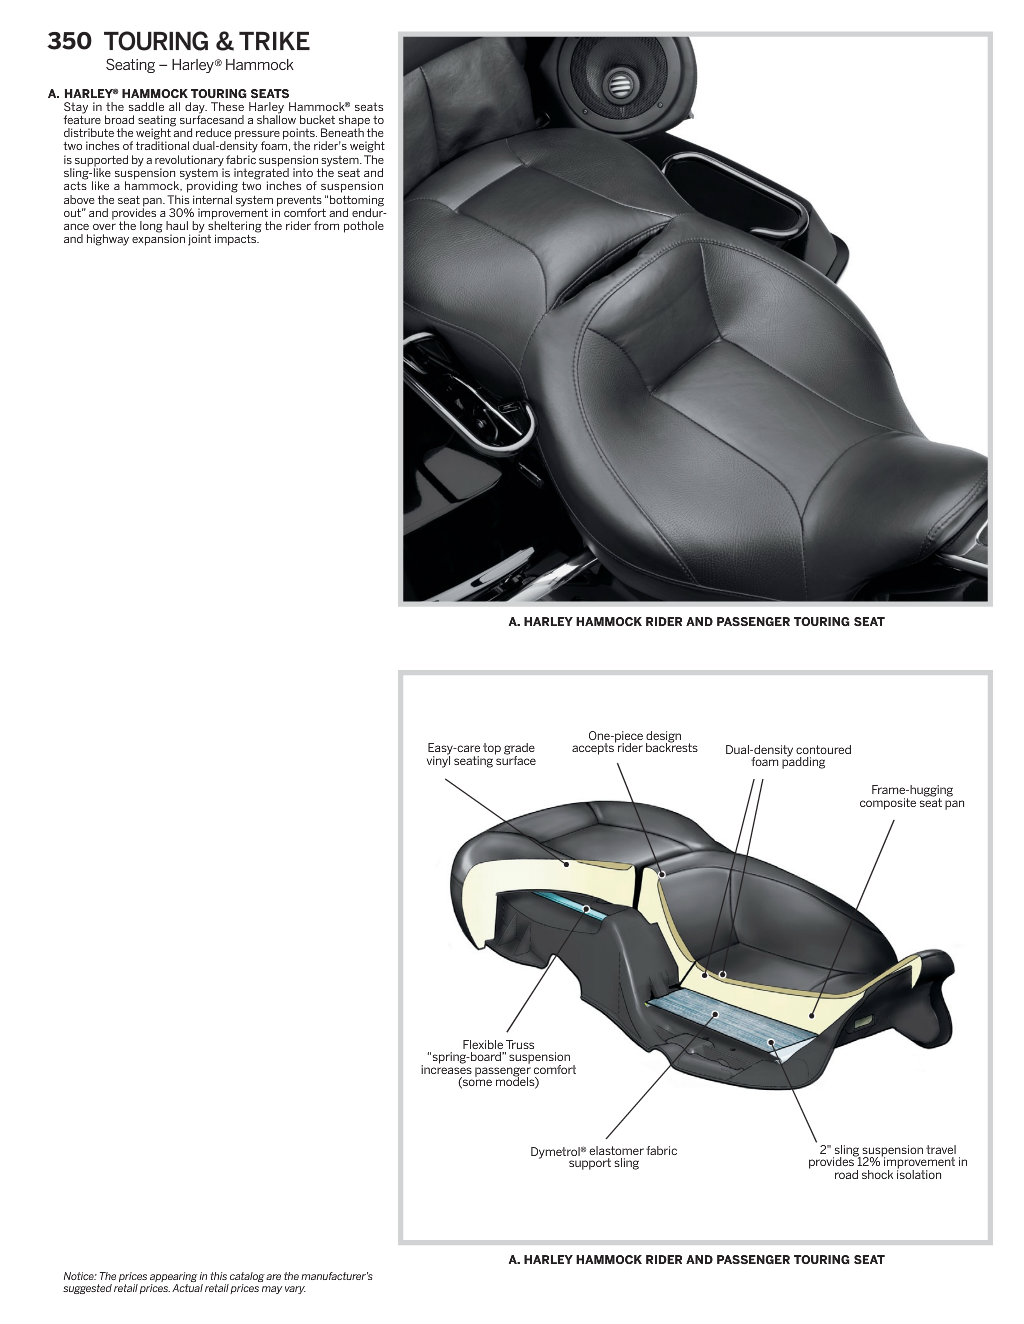 350 TOURING & TRIKE
Seating – Harley® Hammock
A. HARLEY® HAMMOCK TOURING SEATS
Stay in the saddle all day. These Harley Hammock® seats
feature broad seating surfacesand a shallow bucket shape to
distribute the weight and reduce pressure points. Beneath the
two inches of traditional dual-density foam, the rider's weight
is supported by a revolutionary fabric suspension system. The
sling-like suspension system is integrated into the seat and
acts like a hammock, providing two inches of suspension
above the seat pan. This internal system prevents "bottoming
out" and provides a 30% improvement in comfort and endur-
ance over the long haul by sheltering the rider from pothole
and highway expansion joint impacts.
A. HARLEY HAMMOCK RIDER AND PASSENGER TOURING SEAT
Easy-care top grade
vinyl seating surface
One-piece design
accepts rider backrests
Dual-density contoured
foam padding
Frame-hugging
composite seat pan
Flexible Truss
"spring-board" suspension
increases passenger comfort
(some models)
Dymetrol® elastomer fabric
support sling
2" sling suspension travel
provides 12% improvement in
road shock isolation
A. HARLEY HAMMOCK RIDER AND PASSENGER TOURING SEAT
Notice: The prices appearing in this catalog are the manufacturer's
suggested retail prices. Actual retail prices may vary.